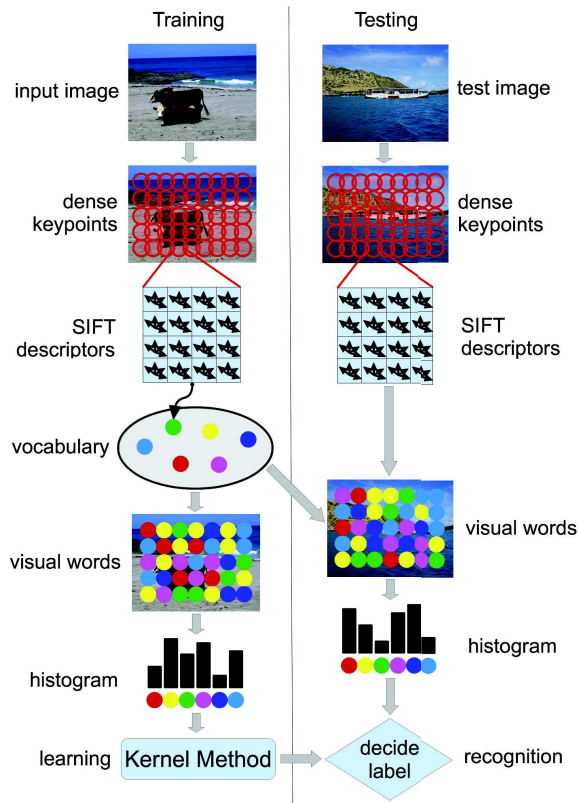 Training
Testing
input image
test image
dense
keypoints
dense
keypoints
SIFT
descriptors
SIFT
descriptors
vocabulary
visual words
visual words
histogram
histogram
learning
Kernel Method
decide
label
recognition